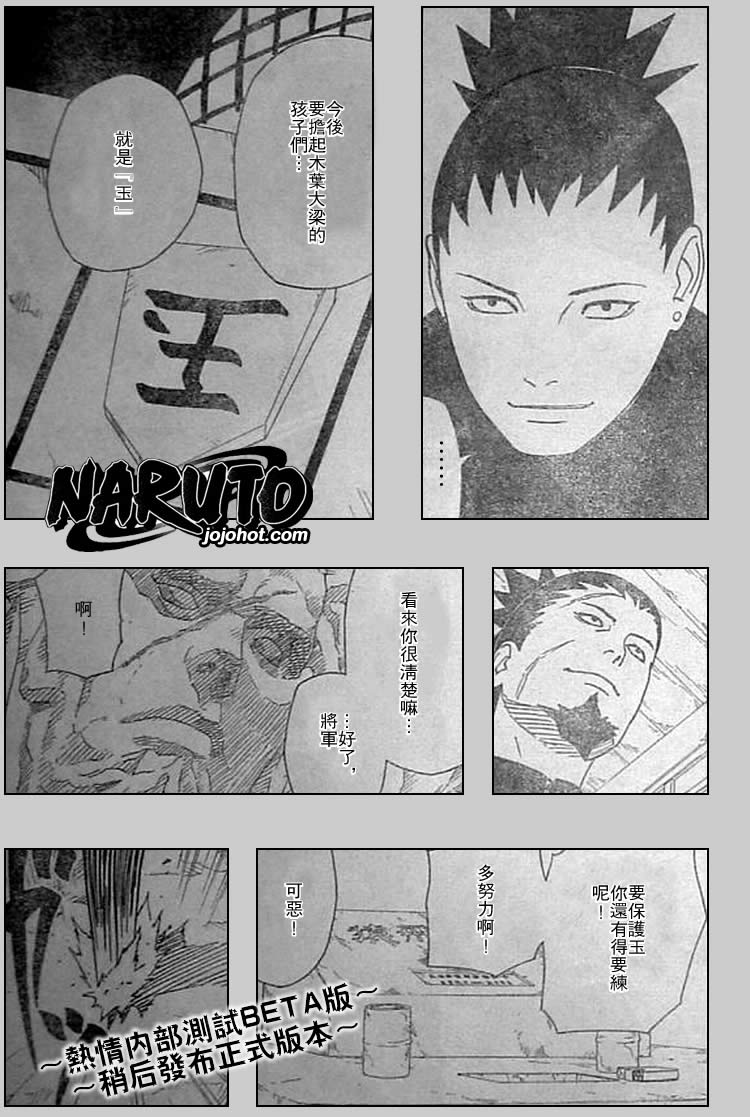 ……
今後
要擔起木葉大梁的
孩子們…
就是『玉』
王
NARUTO
jojohot.com
看來你很清楚嘛…
…好了,
將軍
啊!
要保護玉
你還有得要練
呢!
多努力啊!
可惡!
～熱情內部測試BETA版～
～稍后發布正式版本～